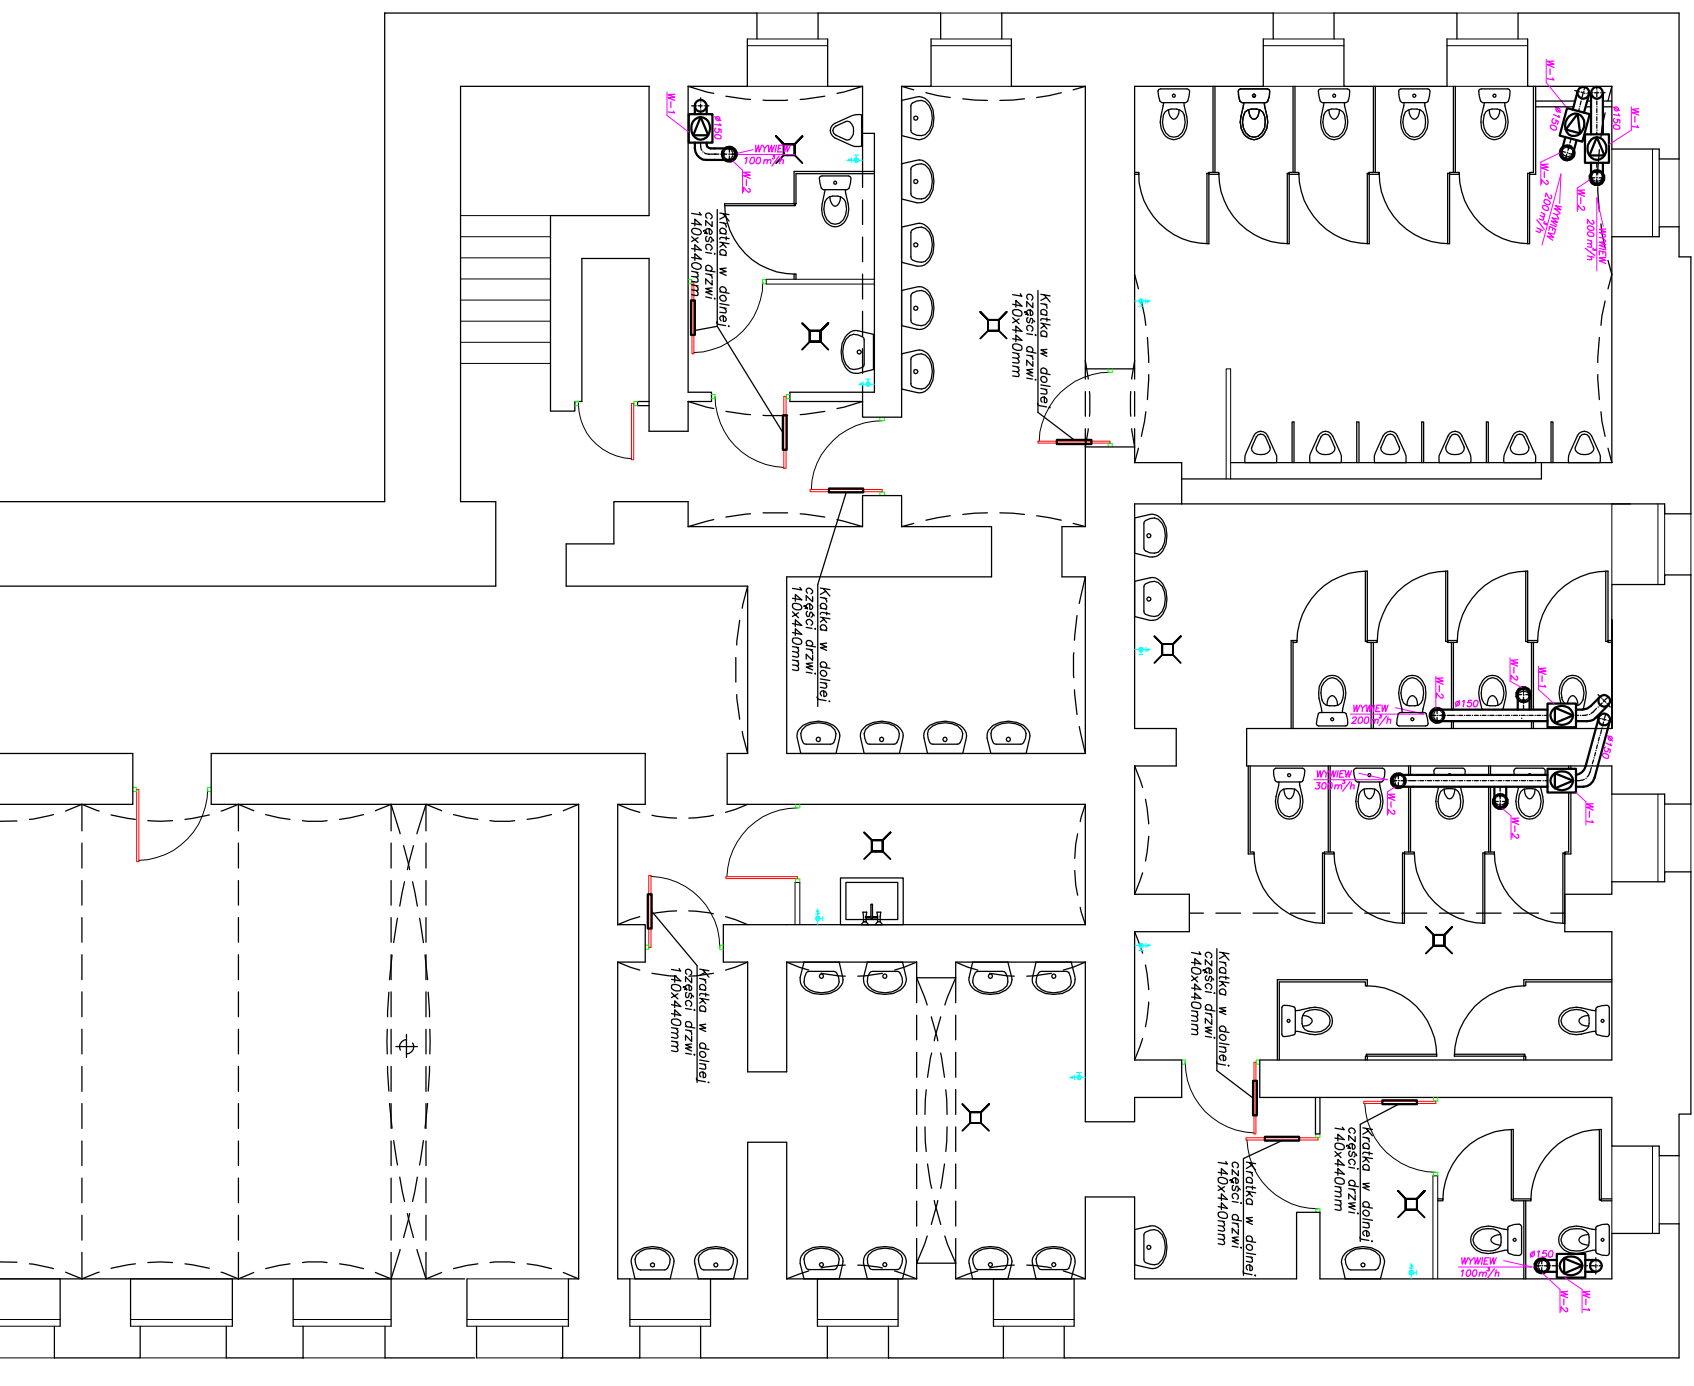 W-1
ø150
WYWIEW
100m³/h
W-2
Kratka w dolnej
części drzwi
140x440mm
Kratka w dolnej
części drzwi
140x440mm
W-1
ø150
W-2
WYWIEW
200m³/h
W-1
ø150
W-2
WYWIEW
200m³/h
Kratka w dolnej
części drzwi
140x440mm
W-2
WYWIEW
200m³/h
ø150
W-2
W-1
ø150
WYWIEW
300m³/h
W-2
W-2
W-1
Kratka w dolnej
części drzwi
140x440mm
Kratka w dolnej
części drzwi
140x440mm
Kratka w dolnej
części drzwi
140x440mm
Kratka w dolnej
części drzwi
140x440mm
ø150
WYWIEW
100m³/h
W-2
W-1